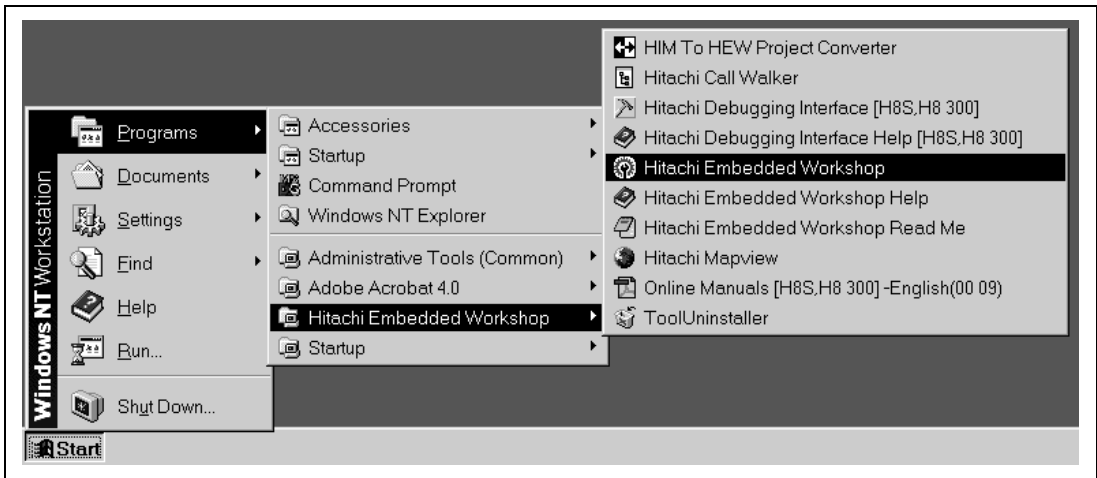 Windows NT Workstation
Programs
Documents
Settings
Find
Help
Run...
Shut Down...
Start
Accessories
Startup
Command Prompt
Windows NT Explorer
Administrative Tools (Common)
Adobe Acrobat 4.0
Hitachi Embedded Workshop
Startup
HIM To HEW Project Converter
Hitachi Call Walker
Hitachi Debugging Interface [H8S,H8 300]
Hitachi Debugging Interface Help [H8S,H8 300]
Hitachi Embedded Workshop
Hitachi Embedded Workshop Help
Hitachi Embedded Workshop Read Me
Hitachi Mapview
Online Manuals [H8S,H8 300] -English(00 09)
ToolUninstaller